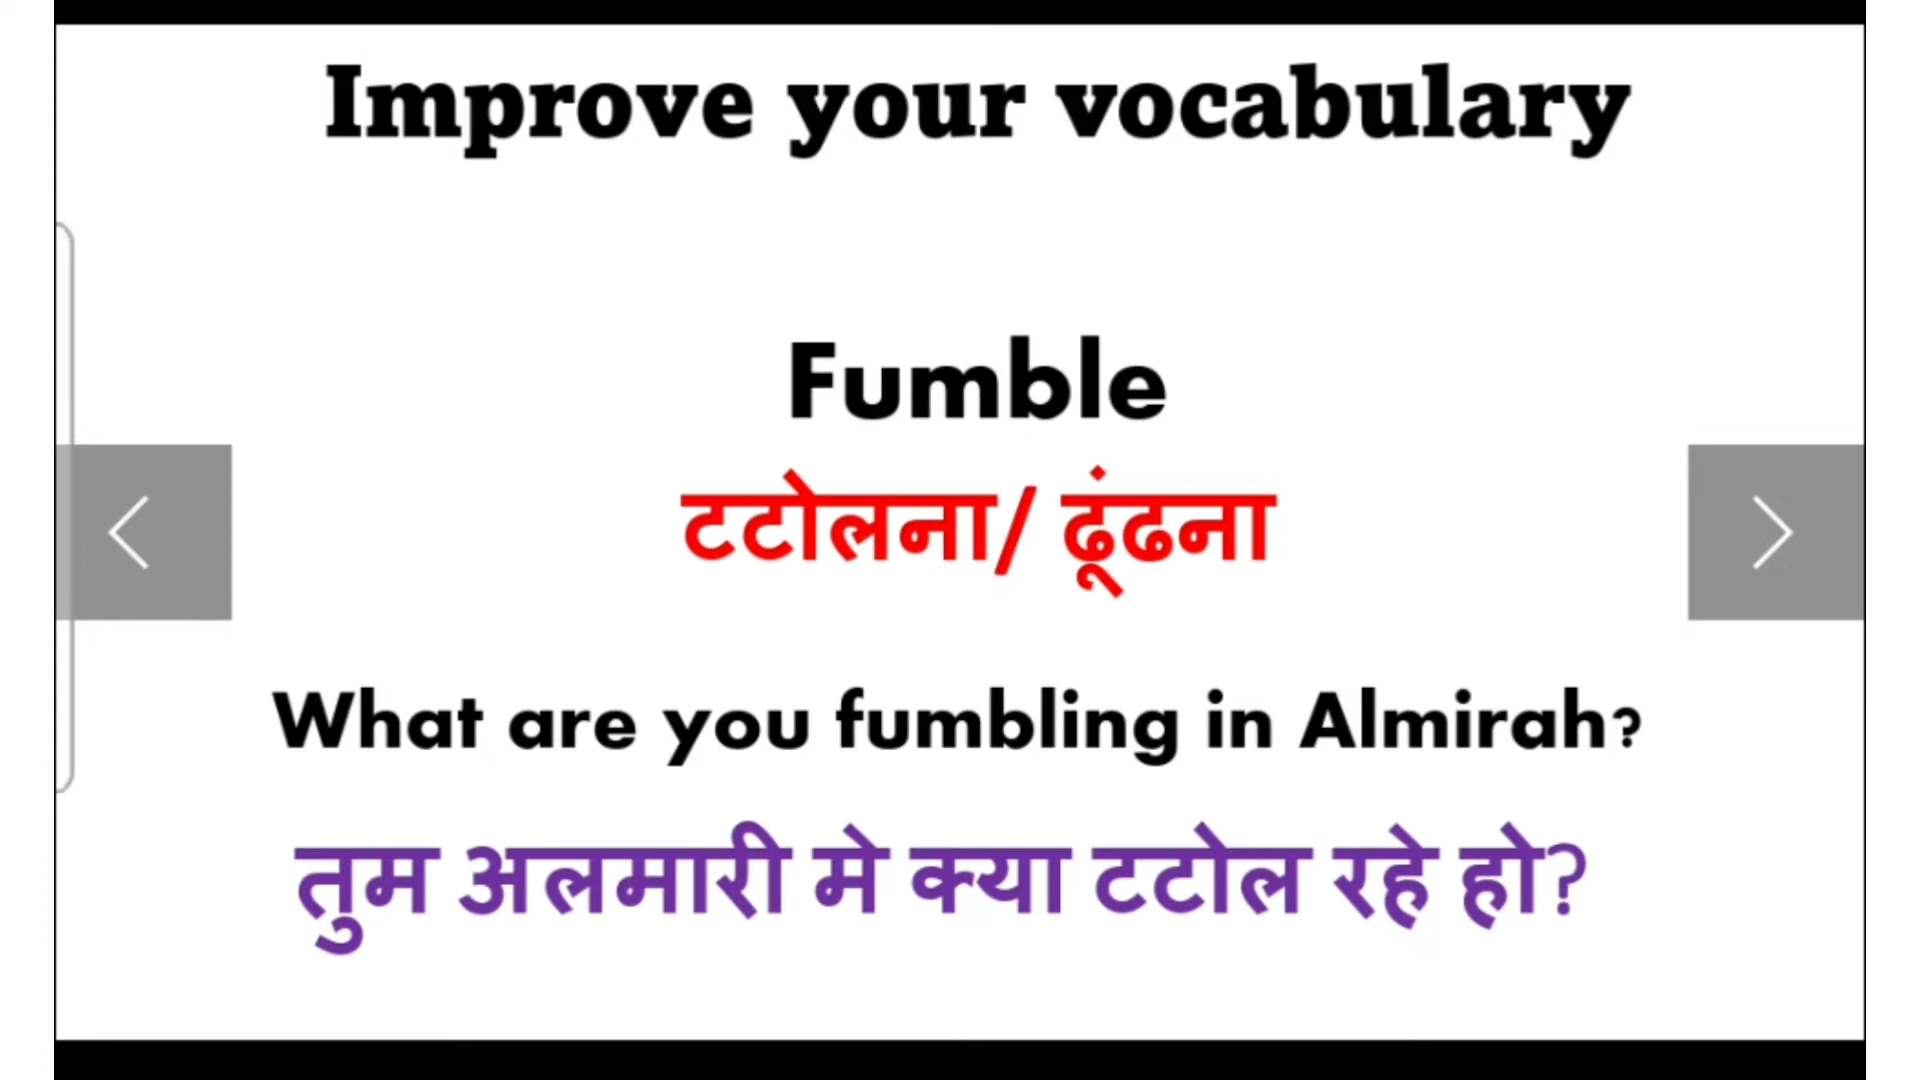 Improve your vocabulary
Fumble
टटोलना/ ढूंढना
What are you fumbling in Almirah?
तुम अलमारी मे क्या टटोल रहे हो?